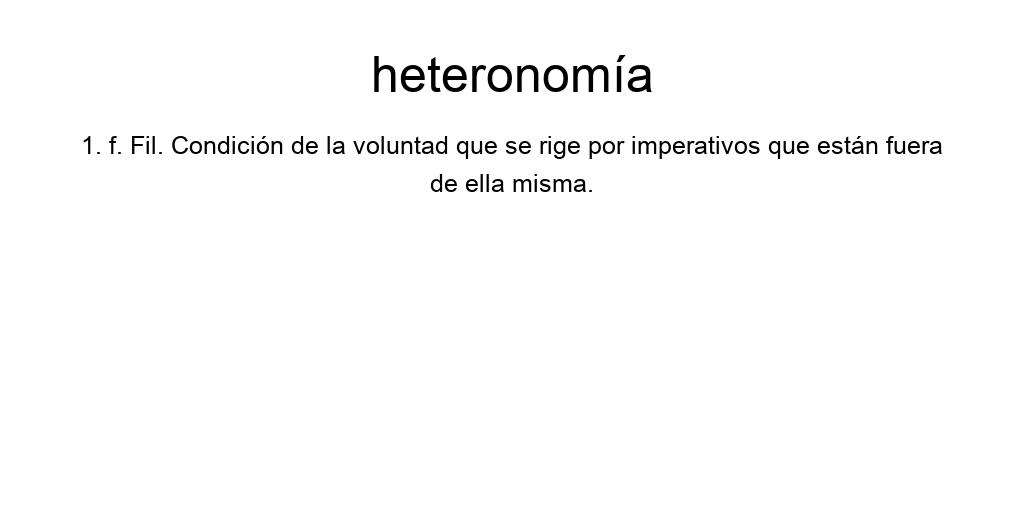 heteronomía
1. f. Fil. Condición de la voluntad que se rige por imperativos que están fuera
de ella misma.